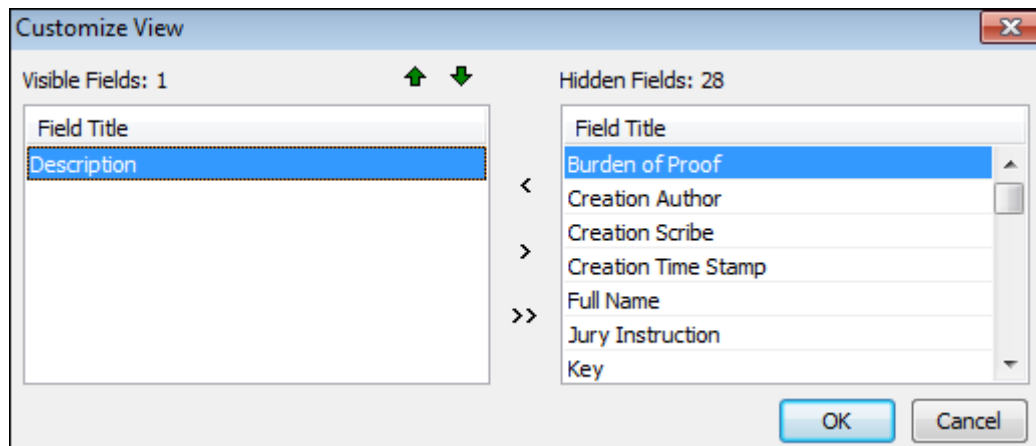 Customize View
Visible Fields: 1
Field Title
Description
<
>
>>
Hidden Fields: 28
Field Title
Burden of Proof
Creation Author
Creation Scribe
Creation Time Stamp
Full Name
Jury Instruction
Key
OK
Cancel